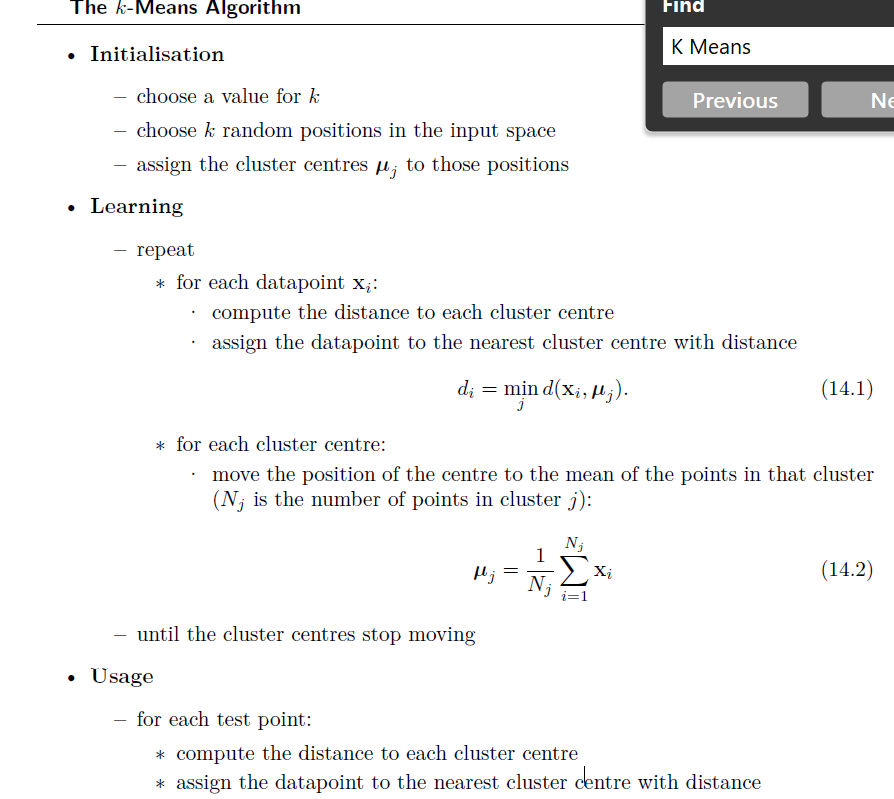 The k-Means Algorithm
Find
K Means
Previous
Ne
• Initialisation
– choose a value for k
– choose k random positions in the input space
– assign the cluster centres μⱼ to those positions
• Learning
– repeat
∗ for each datapoint xᵢ:
· compute the distance to each cluster centre
· assign the datapoint to the nearest cluster centre with distance
dᵢ = minⱼ d(xᵢ, μⱼ). (14.1)
∗ for each cluster centre:
· move the position of the centre to the mean of the points in that cluster
(Nⱼ is the number of points in cluster j):
μⱼ = 1/Nⱼ ∑_{i=1}^{Nⱼ} xᵢ (14.2)
– until the cluster centres stop moving
• Usage
– for each test point:
∗ compute the distance to each cluster centre
∗ assign the datapoint to the nearest cluster centre with distance